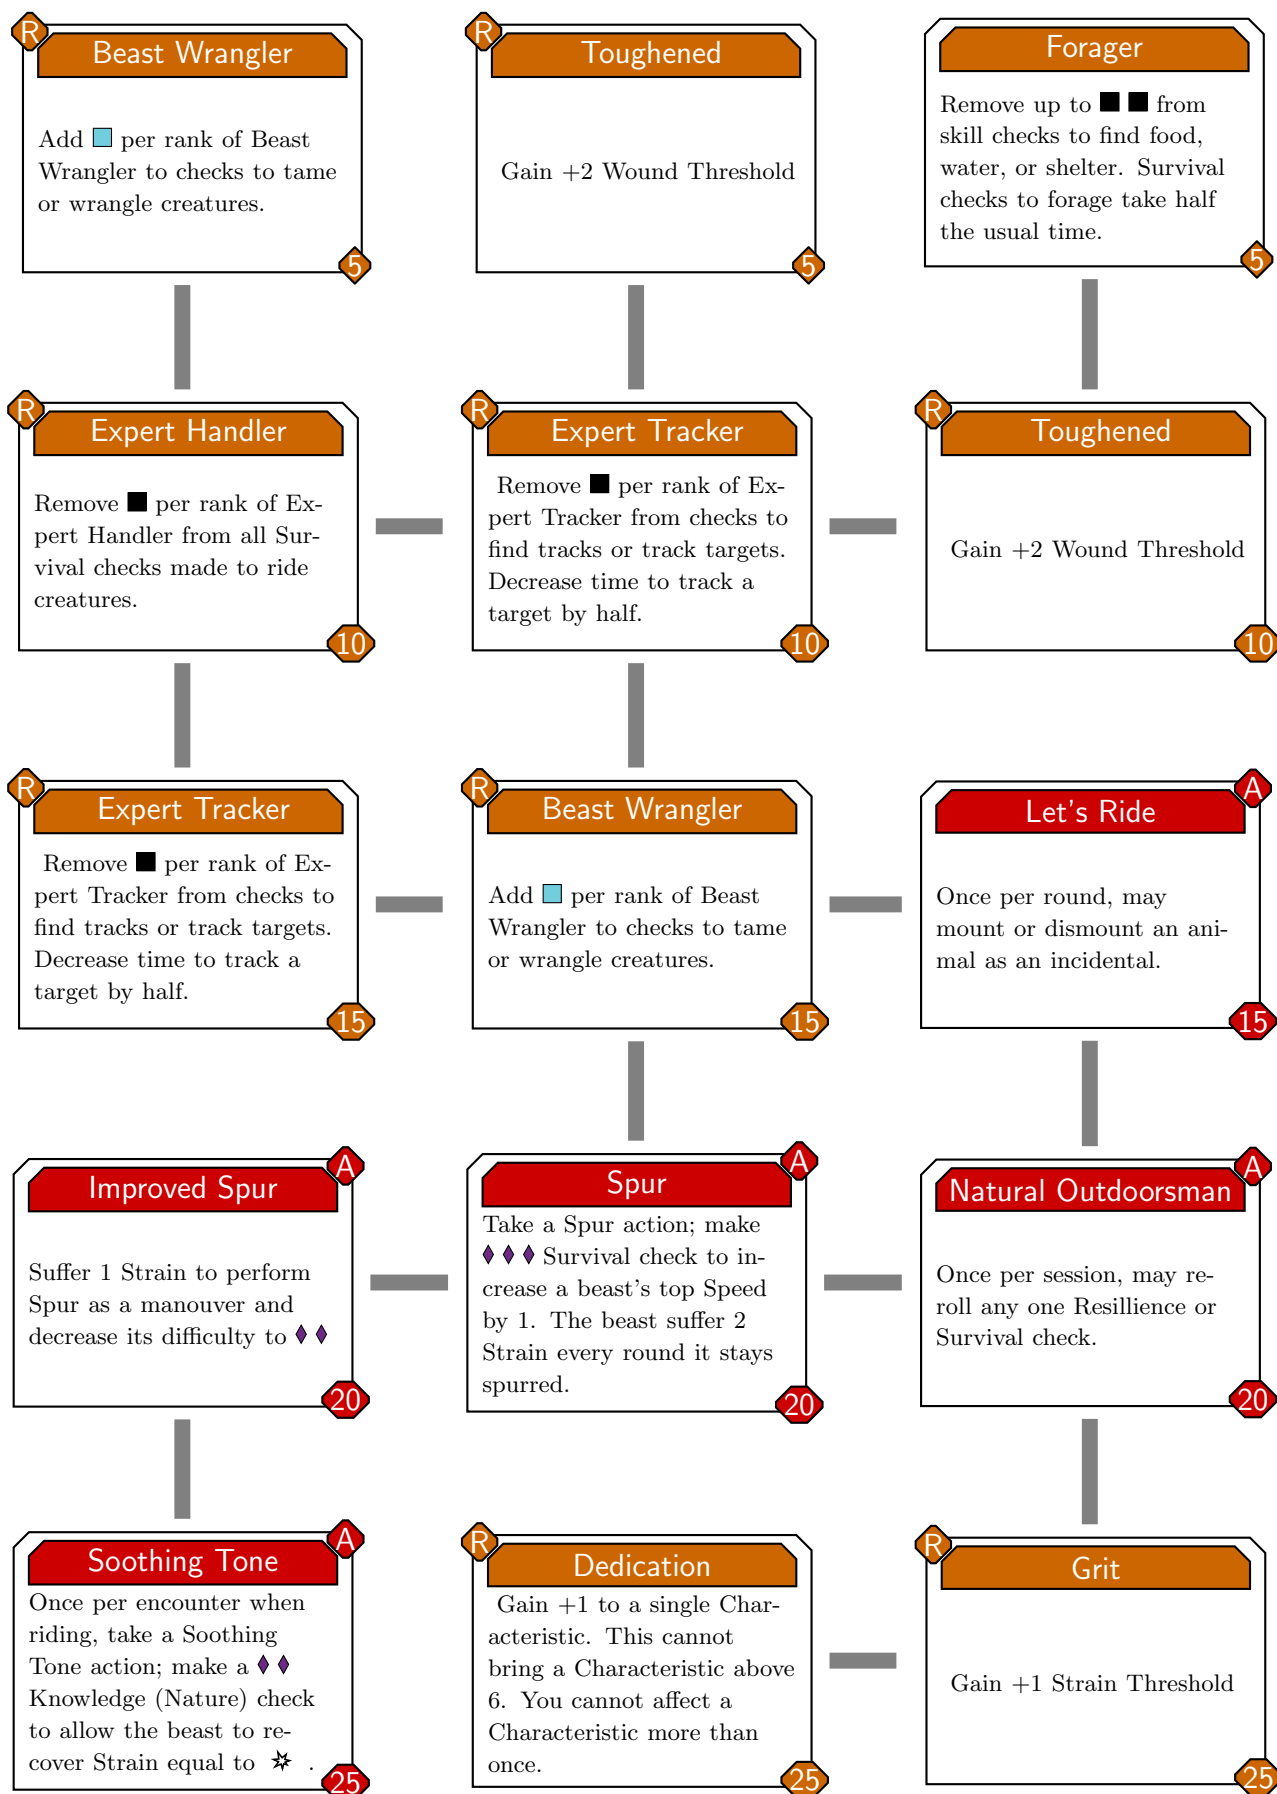 R
Beast Wrangler
Add per rank of Beast
Wrangler to checks to tame
or wrangle creatures.
5
R
Toughened
Gain +2 Wound Threshold
5
Forager
Remove up to from
skill checks to find food,
water, or shelter. Survival
checks to forage take half
the usual time.
5
R
Expert Handler
Remove per rank of Ex-
pert Handler from all Sur-
vival checks made to ride
creatures.
10
R
Expert Tracker
Remove per rank of Ex-
pert Tracker from checks to
find tracks or track targets.
Decrease time to track a
target by half.
10
R
Toughened
Gain +2 Wound Threshold
10
R
Expert Tracker
Remove per rank of Ex-
pert Tracker from checks to
find tracks or track targets.
Decrease time to track a
target by half.
15
R
Beast Wrangler
Add per rank of Beast
Wrangler to checks to tame
or wrangle creatures.
15
A
Let's Ride
Once per round, may
mount or dismount an ani-
mal as an incidental.
15
A
Improved Spur
Suffer 1 Strain to perform
Spur as a manouver and
decrease its difficulty to
20
A
Spur
Take a Spur action; make
Survival check to in-
crease a beast's top Speed
by 1. The beast suffer 2
Strain every round it stays
spurred.
20
A
Natural Outdoorsman
Once per session, may re-
roll any one Resillience or
Survival check.
20
A
Soothing Tone
Once per encounter when
riding, take a Soothing
Tone action; make a
Knowledge (Nature) check
to allow the beast to re-
cover Strain equal to .
25
R
Dedication
Gain +1 to a single Char-
acteristic. This cannot
bring a Characteristic above
6. You cannot affect a
Characteristic more than
once.
25
R
Grit
Gain +1 Strain Threshold
25